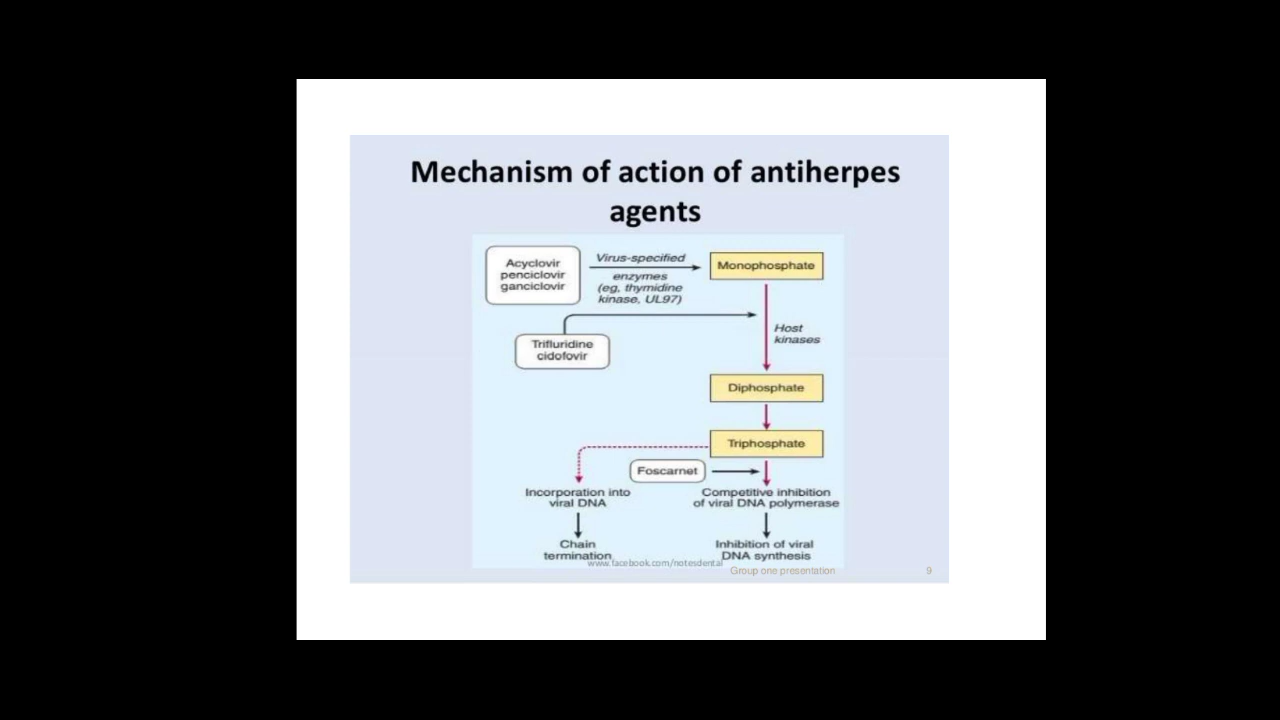 Mechanism of action of antiherpes
agents
Acyclovir
penciclovir
ganciclovir
Virus-specified
enzymes
(eg, thymidine
kinase, UL97)
Monophosphate
Trifluridine
cidofovir
Host
kinases
Diphosphate
Triphosphate
Foscarnet
Incorporation into
viral DNA
Competitive inhibition
of viral DNA polymerase
Chain
termination
Inhibition of viral
DNA synthesis
www.facebook.com/notesdental
Group one presentation
9